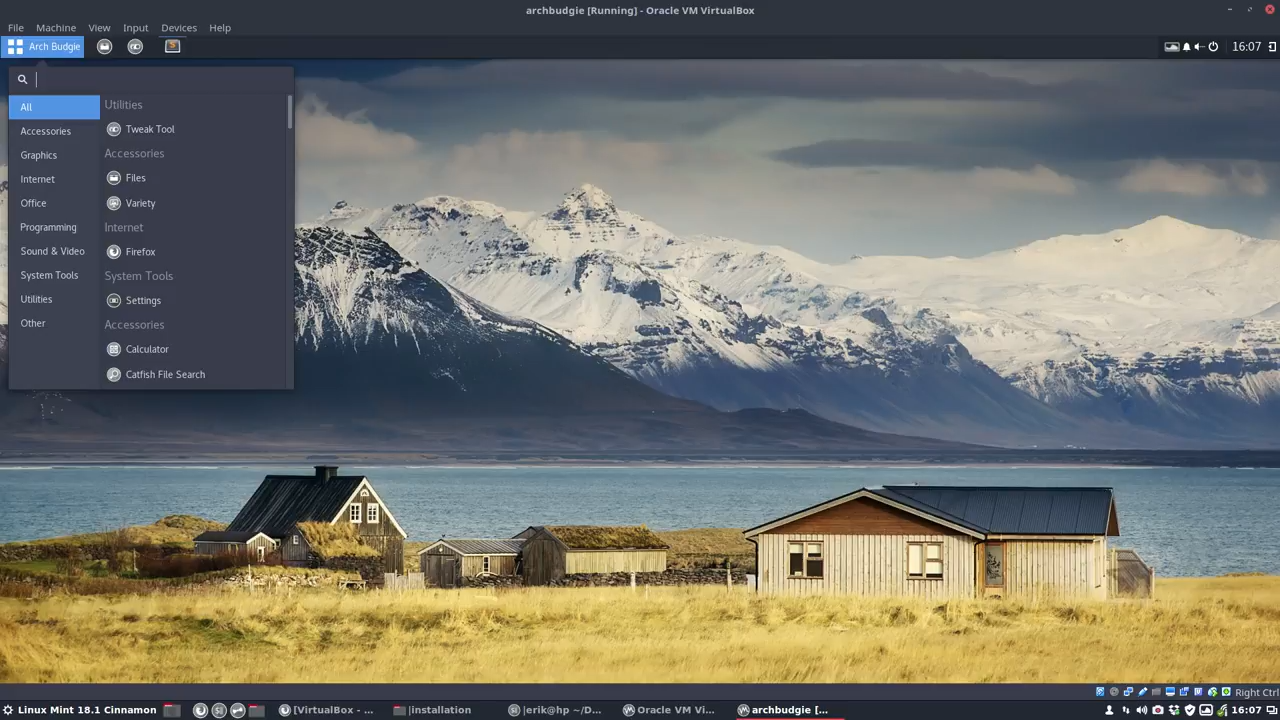 archbudgie [Running] - Oracle VM VirtualBox
File Machine View Input Devices Help
Arch Budgie
16:07
All
Accessories
Graphics
Internet
Office
Programming
Sound & Video
System Tools
Utilities
Other
Utilities
Tweak Tool
Accessories
Files
Variety
Internet
Firefox
System Tools
Settings
Accessories
Calculator
Catfish File Search
Right Ctrl
Linux Mint 18.1 Cinnamon
[VirtualBox - ...
|installation
|erik@hp ~/D...
Oracle VM Vi...
archbudgie [...
16:07